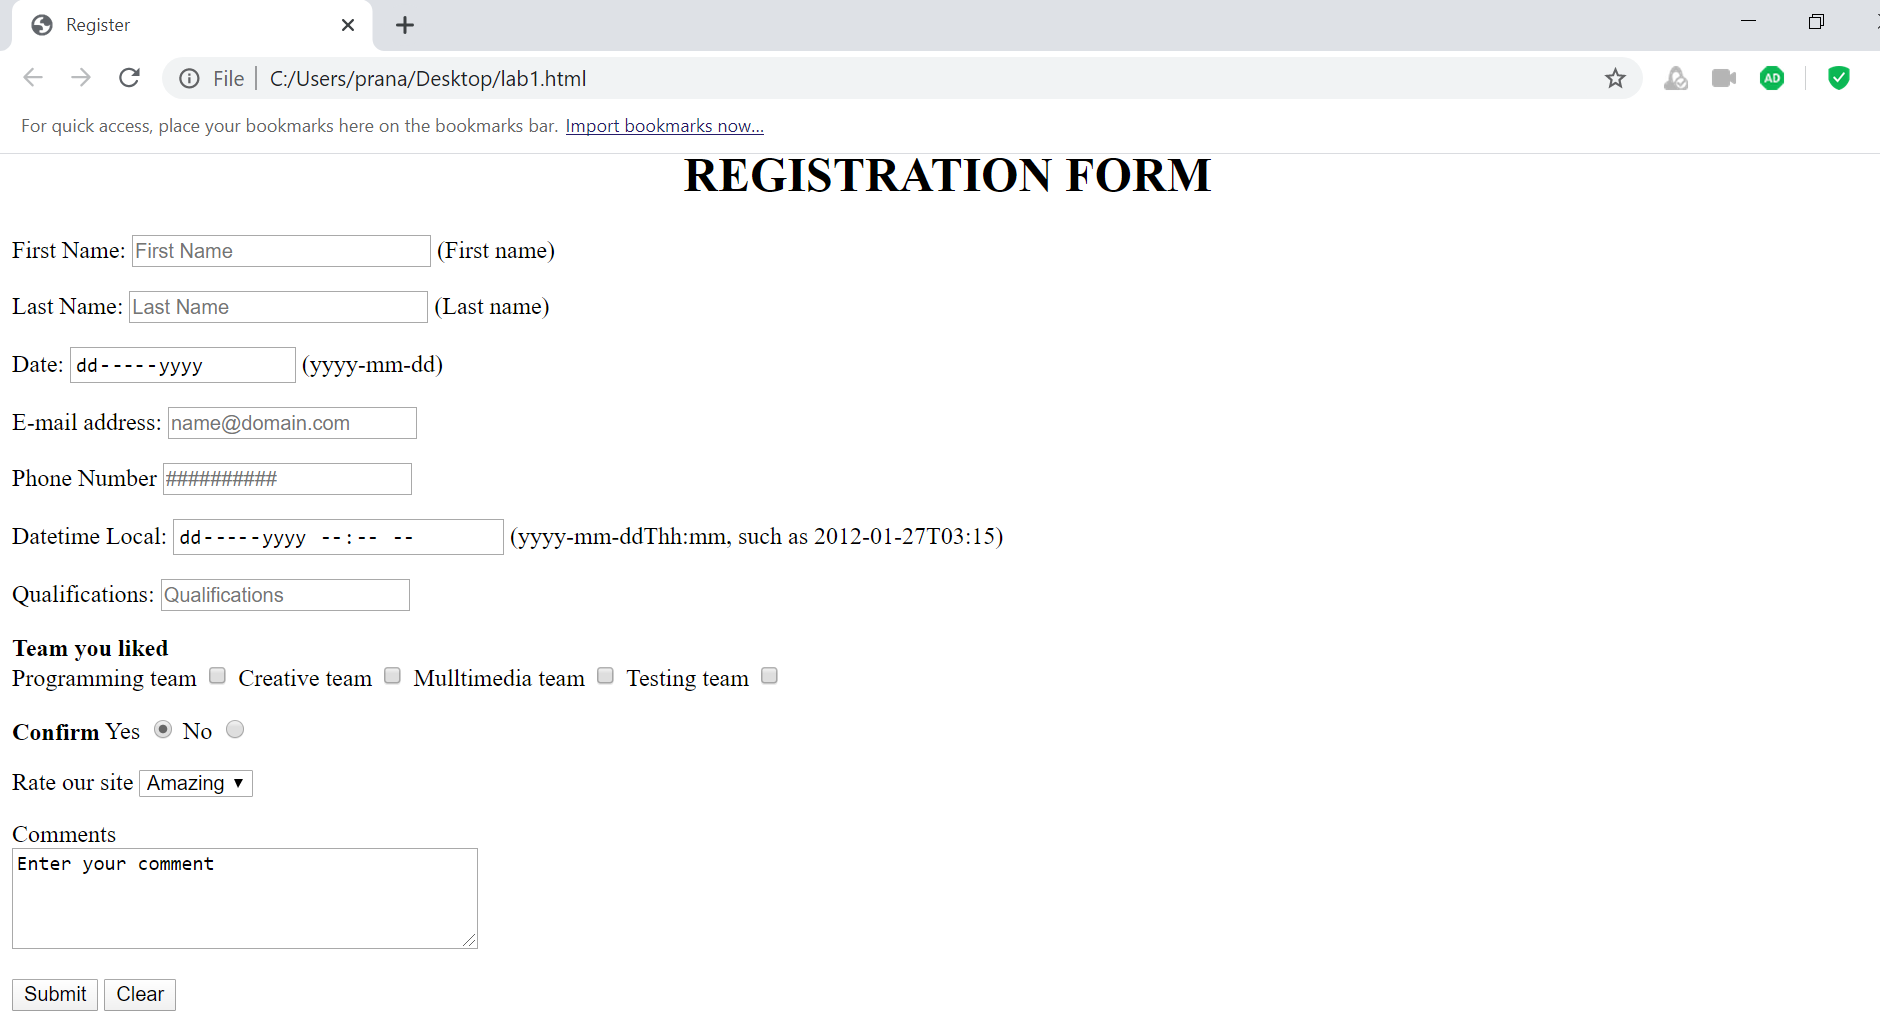 Register
File C:/Users/prana/Desktop/lab1.html
AD
For quick access, place your bookmarks here on the bookmarks bar. Import bookmarks now...
REGISTRATION FORM
First Name: First Name (First name)
Last Name: Last Name (Last name)
Date: dd-----yyyy (yyyy-mm-dd)
E-mail address: name@domain.com
Phone Number ##########
Datetime Local: dd-----yyyy --:-- -- (yyyy-mm-ddThh:mm, such as 2012-01-27T03:15)
Qualifications: Qualifications
Team you liked
Programming team Creative team Mulltimedia team Testing team
Confirm Yes No
Rate our site Amazing
Comments
Enter your comment
Submit Clear